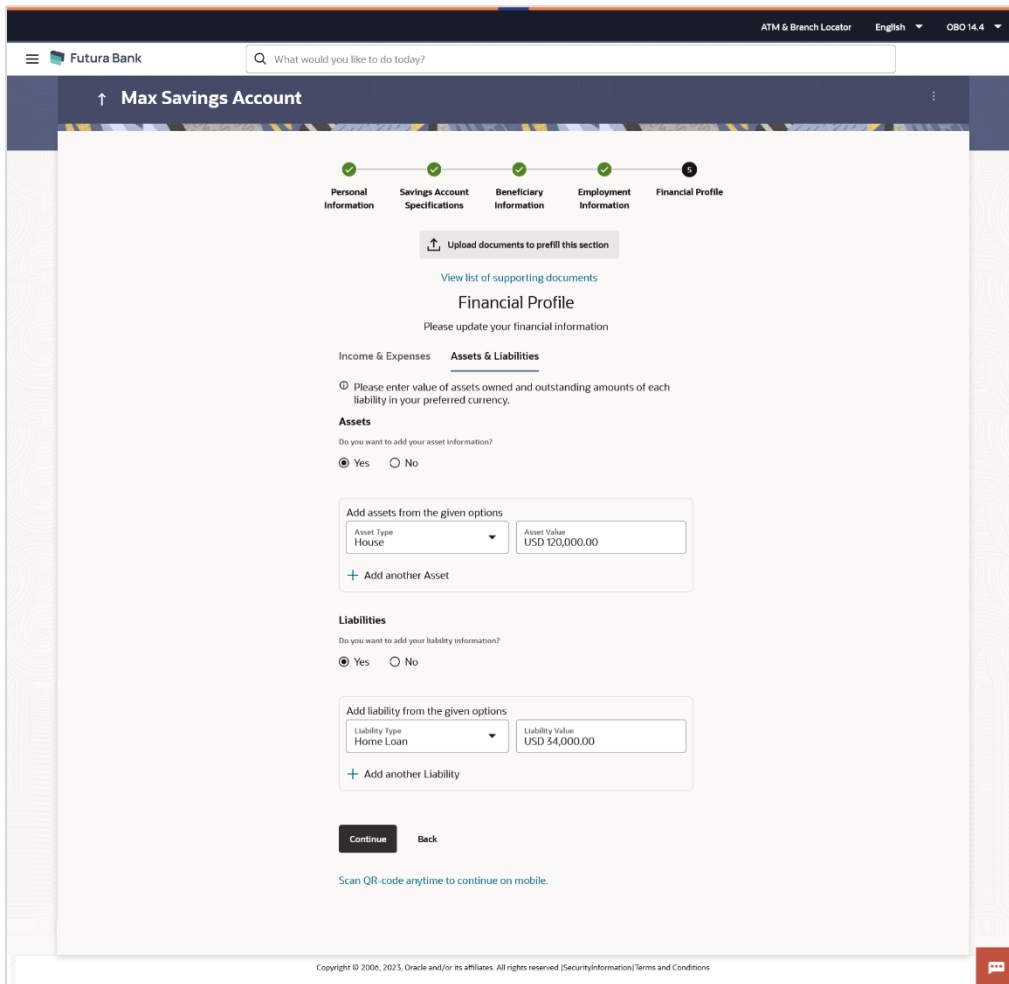 ATM & Branch Locator English OBO 14.4
Futura Bank What would you like to do today?
Max Savings Account
5
Personal Information Savings Account Specifications Beneficiary Information Employment Information Financial Profile
Upload documents to prefill this section
View list of supporting documents
Financial Profile
Please update your financial information
Income & Expenses Assets & Liabilities
Please enter value of assets owned and outstanding amounts of each
liability in your preferred currency.
Assets
Do you want to add your asset information?
Yes No
Add assets from the given options
Asset Type Asset Value
House USD 120,000.00
Add another Asset
Liabilities
Do you want to add your liability information?
Yes No
Add liability from the given options
Liability Type Liability Value
Home Loan USD 34,000.00
Add another Liability
Continue Back
Scan QR-code anytime to continue on mobile.
Copyright © 2006, 2023, Oracle and/or its affiliates. All rights reserved.|SecurityInformation|Terms and Conditions